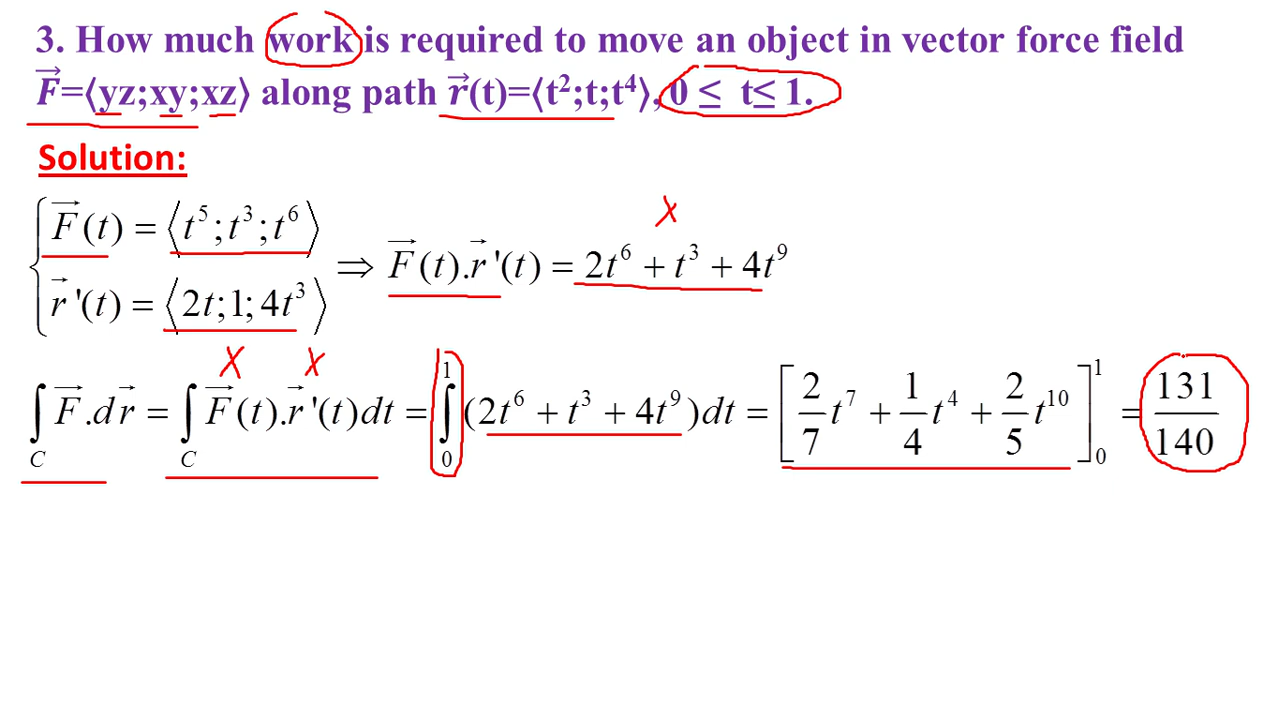 3. How much work is required to move an object in vector force field
F⃗=⟨yz;xy;xz⟩ along path r⃗(t)=⟨t²;t;t⁴⟩, 0 ≤ t≤ 1.
Solution:
{ F⃗(t) = ⟨t⁵;t³;t⁶⟩
r⃗'(t) = ⟨2t;1;4t³⟩
⇒ F⃗(t).r⃗'(t) = 2t⁶ + t³ + 4t⁹
x
x x
∫_C F⃗.dr⃗ = ∫_C F⃗(t).r⃗'(t)dt = ∫₀¹(2t⁶ + t³ + 4t⁹)dt = [2/7 t⁷ + 1/4 t⁴ + 2/5 t¹⁰]₀¹ = 131/140